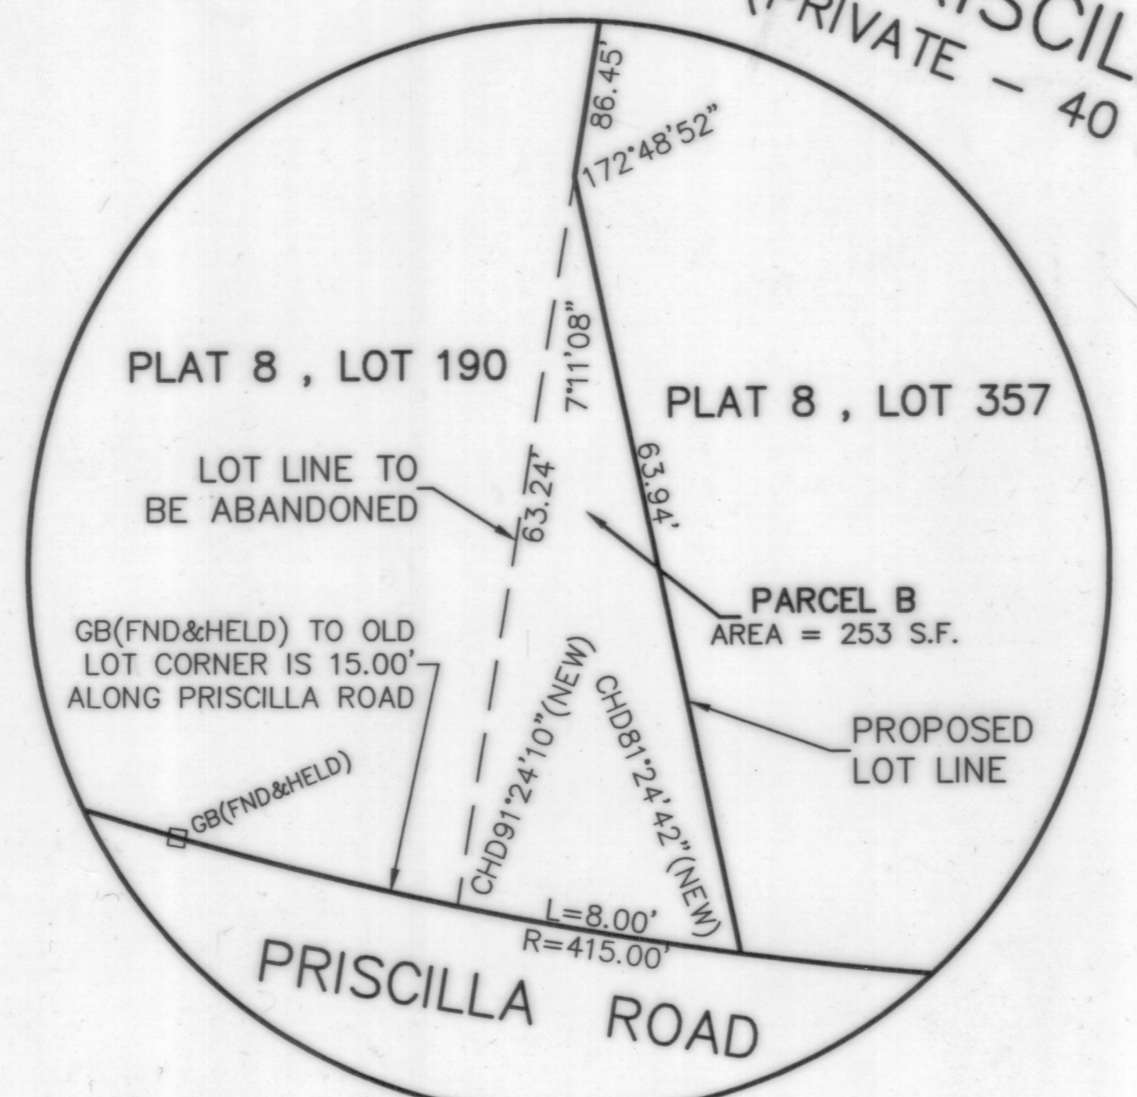 RISCIL
(PRIVATE - 40
86.45'
172°48'52"
7°11'08"
PLAT 8 , LOT 190
PLAT 8 , LOT 357
63.24'
63.94'
LOT LINE TO
BE ABANDONED
PARCEL B
AREA = 253 S.F.
GB(FND&HELD) TO OLD
LOT CORNER IS 15.00'
ALONG PRISCILLA ROAD
CHD91°24'10"(NEW)
CHD81°24'42"(NEW)
PROPOSED
LOT LINE
GB(FND&HELD)
L=8.00'
R=415.00'
PRISCILLA ROAD